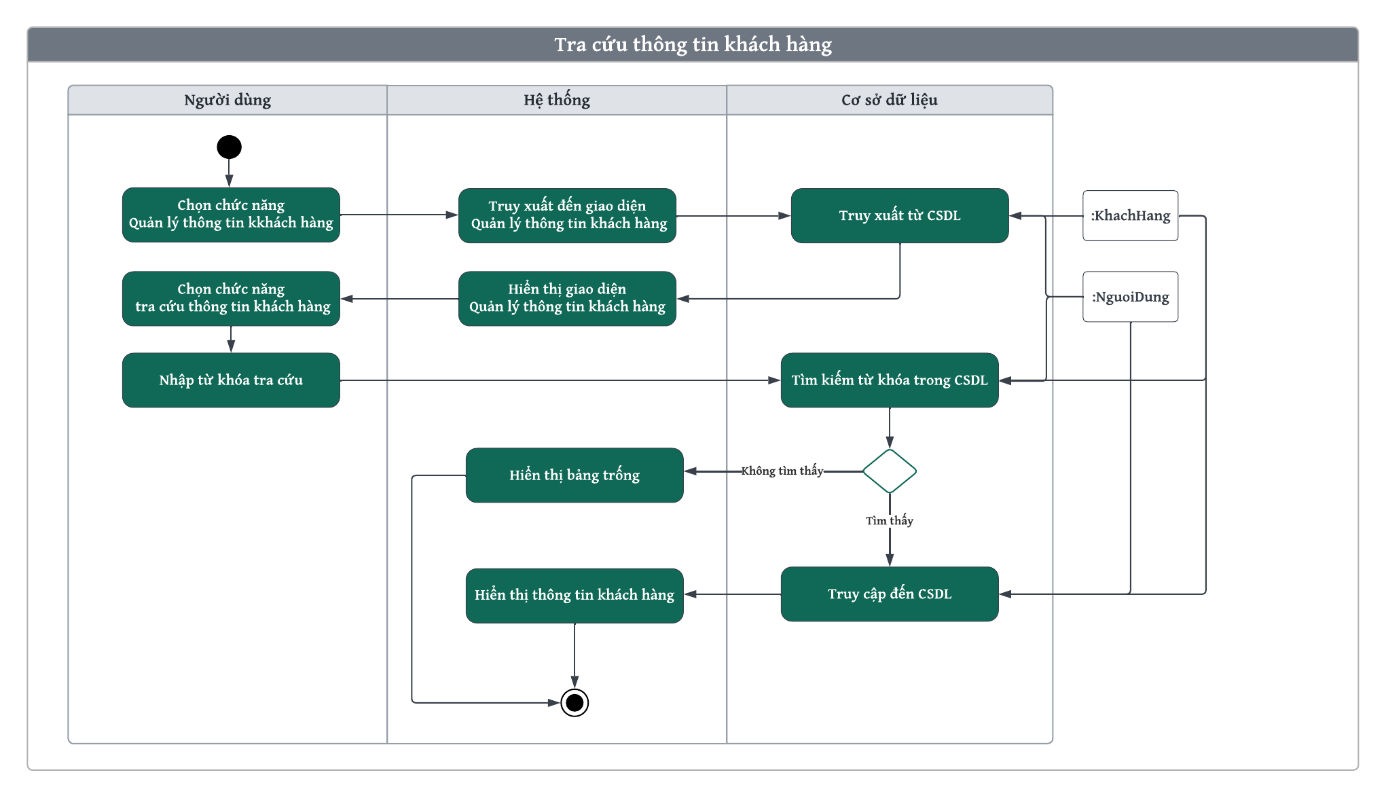 Tra cứu thông tin khách hàng
Người dùng
Hệ thống
Cơ sở dữ liệu
Chọn chức năng
Quản lý thông tin kkhách hàng
Truy xuất đến giao diện
Quản lý thông tin khách hàng
Truy xuất từ CSDL
:KhachHang
Chọn chức năng
tra cứu thông tin khách hàng
Hiển thị giao diện
Quản lý thông tin khách hàng
:NguoiDung
Nhập từ khóa tra cứu
Tìm kiếm từ khóa trong CSDL
Hiển thị bảng trống
Không tìm thấy
Tìm thấy
Hiển thị thông tin khách hàng
Truy cập đến CSDL